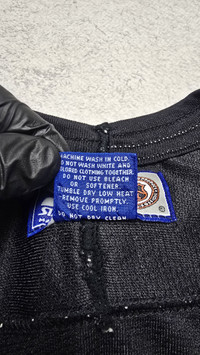 MACHINE WASH IN COLD.
DO NOT WASH WHITE AND
COLORED CLOTHING TOGETHER.
DO NOT USE BLEACH
OR SOFTENER.
TUMBLE DRY LOW HEAT
-REMOVE PROMPTLY.
USE COOL IRON.
DO NOT DRY CLEAN